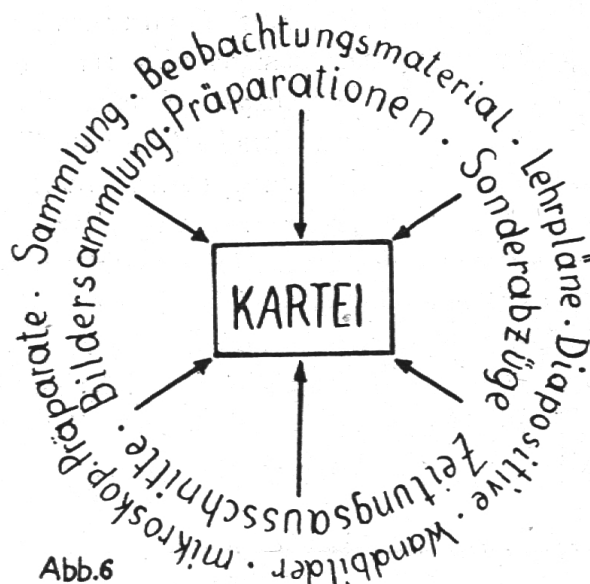 Sammlung · Beobachtungsmaterial · Lehrpläne · Diapositive · Wandbilder · mikroskop. Präparate ·
Bildersammlung · Präparationen · Sonderabzüge Zeitungsausschnitte ·
KARTEI
Abb.6